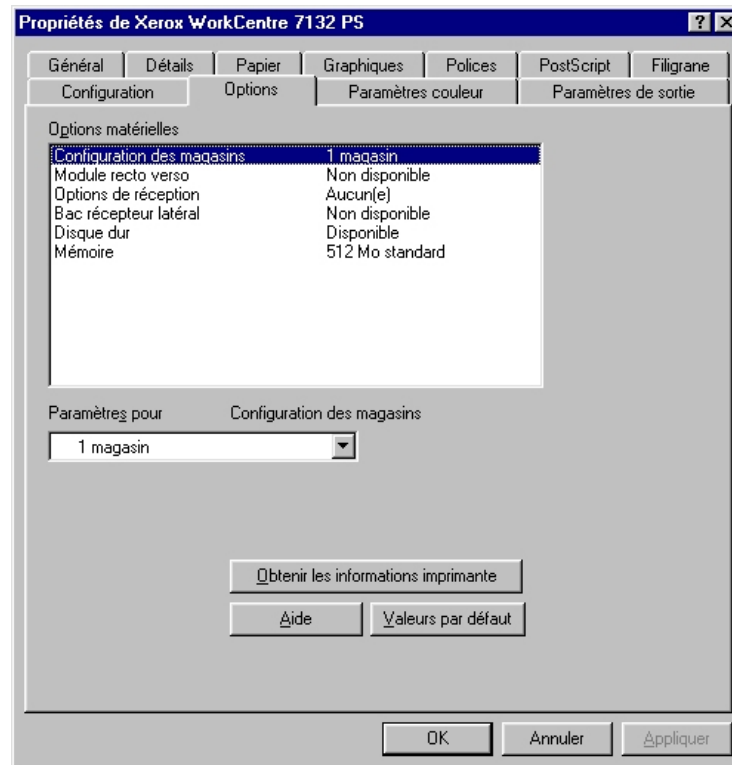 Propriétés de Xerox WorkCentre 7132 PS
Général Détails Papier Graphiques Polices PostScript Filigrane
Configuration Options Paramètres couleur Paramètres de sortie
Options matérielles
Configuration des magasins 1 magasin
Module recto verso Non disponible
Options de réception Aucun(e)
Bac récepteur latéral Non disponible
Disque dur Disponible
Mémoire 512 Mo standard
Paramètres pour Configuration des magasins
1 magasin
Obtenir les informations imprimante
Aide Valeurs par défaut
OK Annuler Appliquer